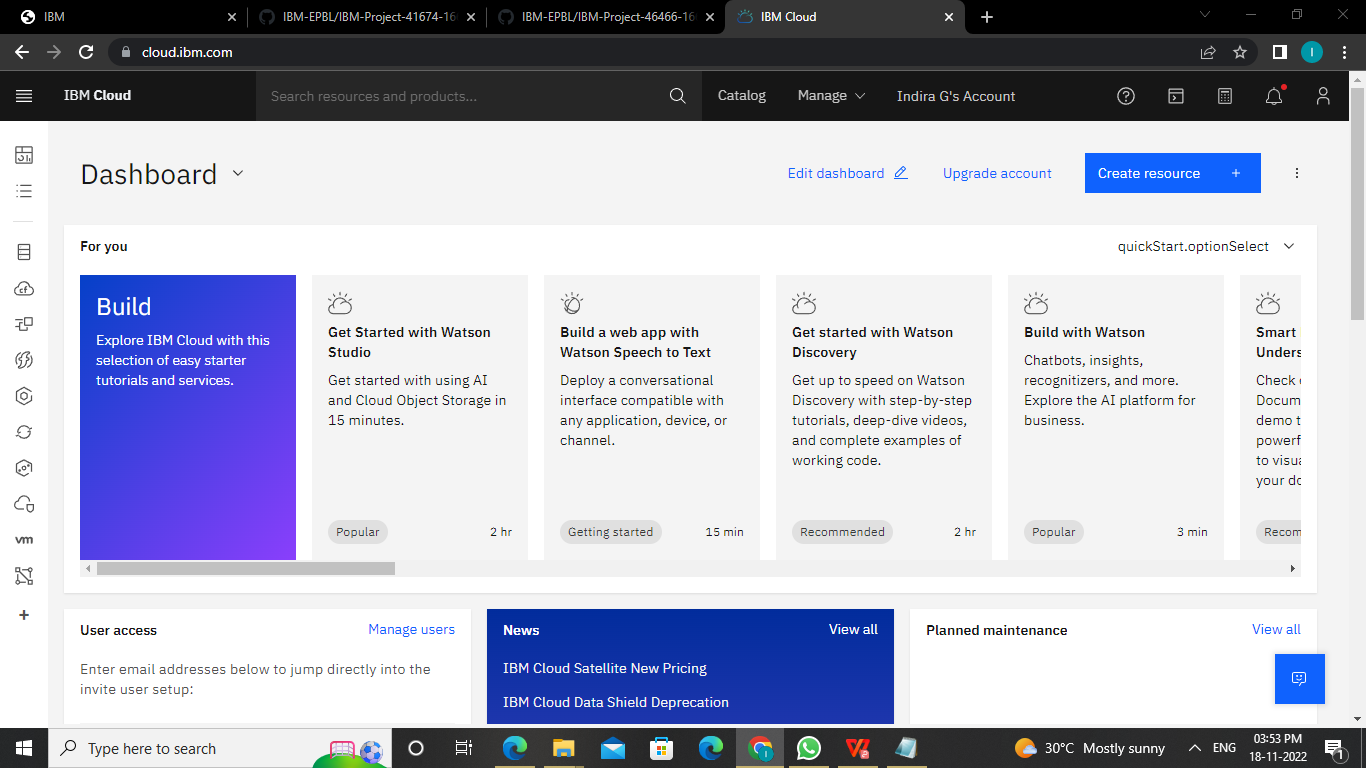 IBM
IBM-EPBL/IBM-Project-41674-16
IBM-EPBL/IBM-Project-46466-16
IBM Cloud
cloud.ibm.com
I
IBM Cloud
Search resources and products...
Catalog
Manage
Indira G's Account
Dashboard
Edit dashboard
Upgrade account
Create resource +
For you
quickStart.optionSelect
Build
Explore IBM Cloud with this
selection of easy starter
tutorials and services.
Get Started with Watson
Studio
Get started with using AI
and Cloud Object Storage in
15 minutes.
Popular
2 hr
Build a web app with
Watson Speech to Text
Deploy a conversational
interface compatible with
any application, device, or
channel.
Getting started
15 min
Get started with Watson
Discovery
Get up to speed on Watson
Discovery with step-by-step
tutorials, deep-dive videos,
and complete examples of
working code.
Recommended
2 hr
Build with Watson
Chatbots, insights,
recognitizers, and more.
Explore the AI platform for
business.
Popular
3 min
Smart
Unders
Check
Docum
demo t
powerf
to visua
your do
Recom
cf
vm
User access
Manage users
Enter email addresses below to jump directly into the
invite user setup:
News
View all
IBM Cloud Satellite New Pricing
IBM Cloud Data Shield Deprecation
Planned maintenance
View all
Type here to search
30°C Mostly sunny
ENG
03:53 PM
18-11-2022
1